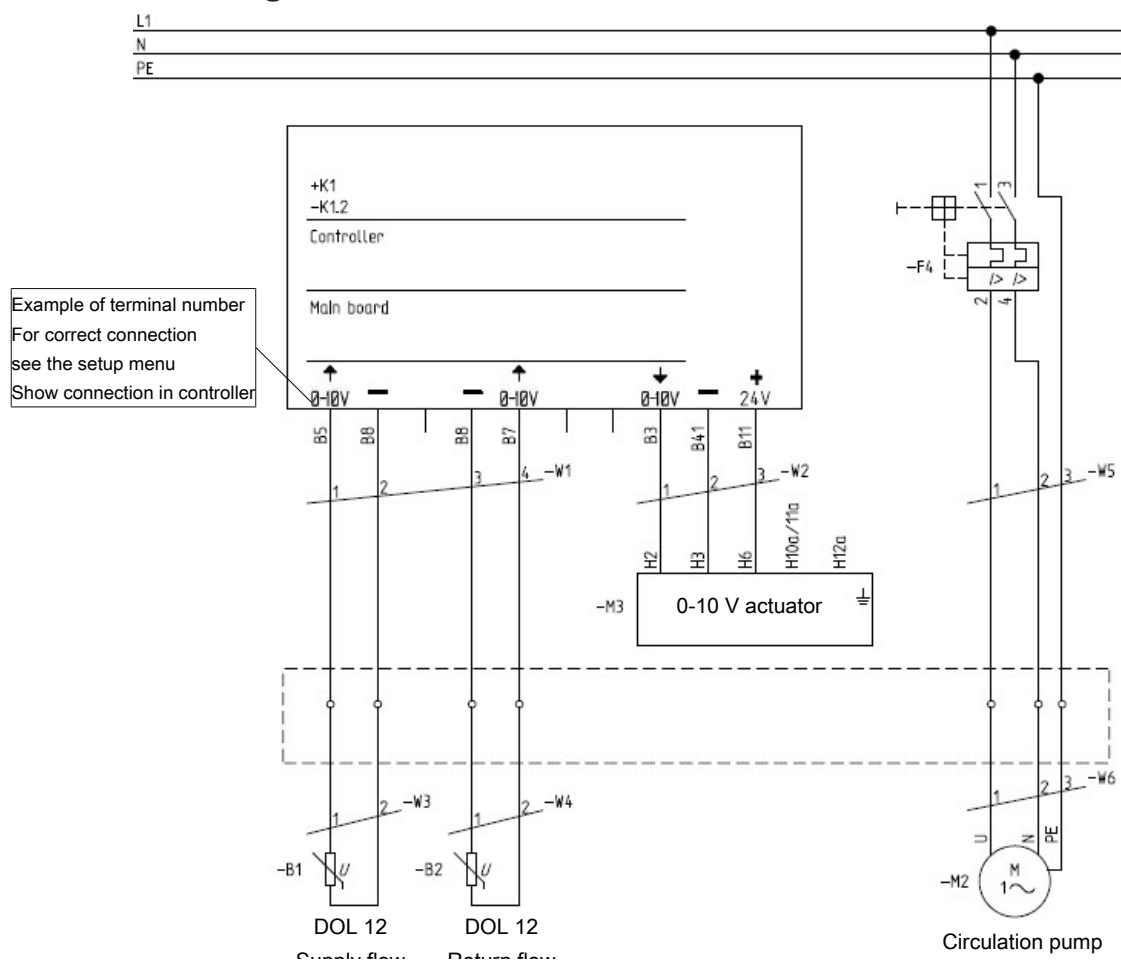 L1
N
PE
+K1
-K1.2
Controller
Main board
Example of terminal number
For correct connection
see the setup menu
Show connection in controller
0-10V
0-10V
0-10V
24V
B5
B8
B8
B7
B3
B41
B11
1 2 3 4 -W1
1 2 3 -W2
H2
H3
H6
H10a/11a
H12a
-M3
0-10 V actuator
1
3
-F4
I> I>
2
4
1 2 3 -W5
1 2 -W3
1 2 -W4
1 2 3 -W6
-B1 U
-B2 U
U
N
PE
-M2
M
1~
DOL 12
DOL 12
Supply flow
Return flow
Circulation pump